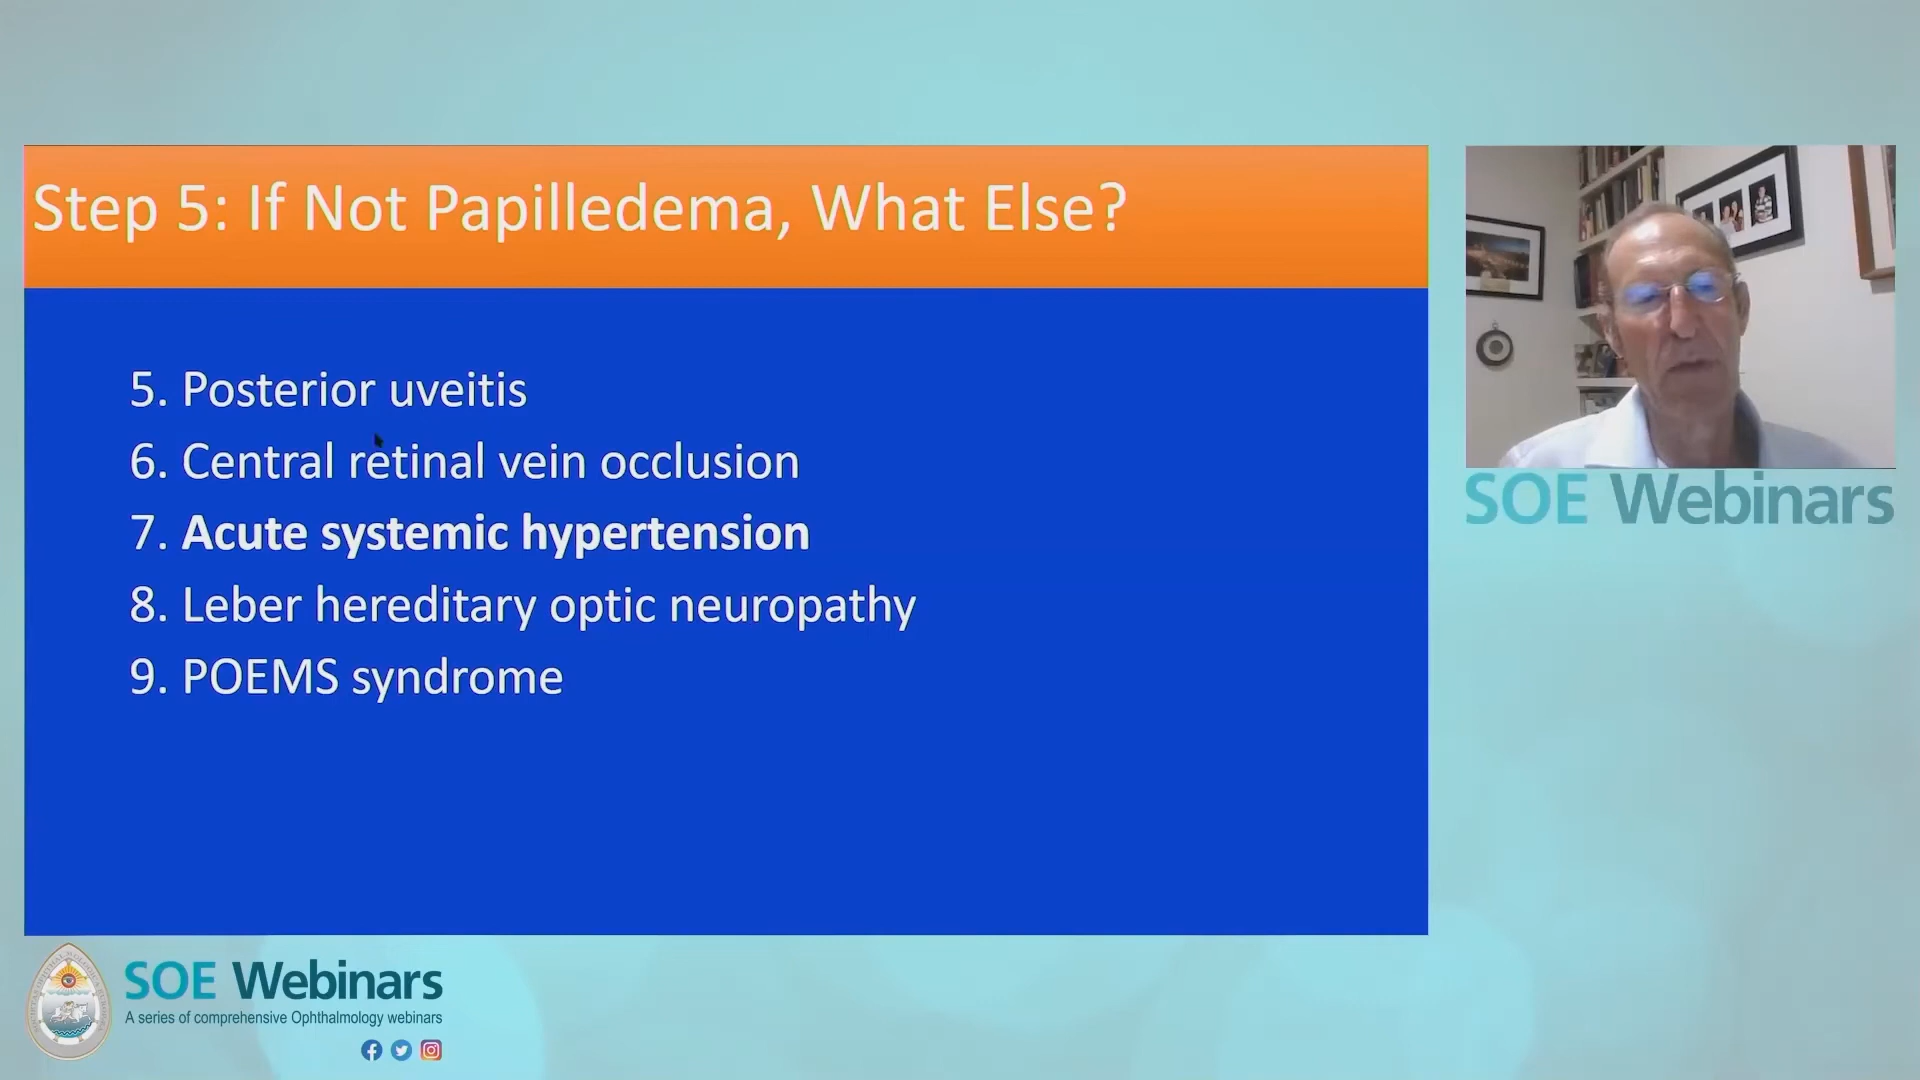 Step 5: If Not Papilledema, What Else?
5. Posterior uveitis
6. Central retinal vein occlusion
7. Acute systemic hypertension
8. Leber hereditary optic neuropathy
9. POEMS syndrome
SOE Webinars
SOE Webinars
A series of comprehensive Ophthalmology webinars